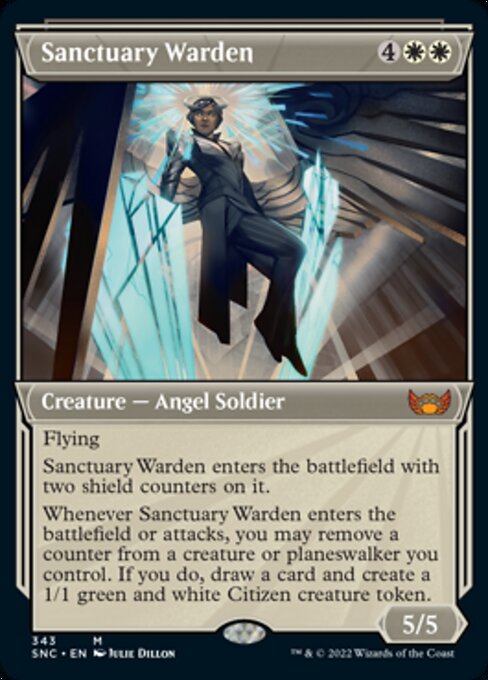 Sanctuary Warden 4
Creature — Angel Soldier
Flying
Sanctuary Warden enters the battlefield with
two shield counters on it.
Whenever Sanctuary Warden enters the
battlefield or attacks, you may remove a
counter from a creature or planeswalker you
control. If you do, draw a card and create a
1/1 green and white Citizen creature token.
5/5
343 M
SNC • EN Julie Dillon
™ & © 2022 Wizards of the Coast